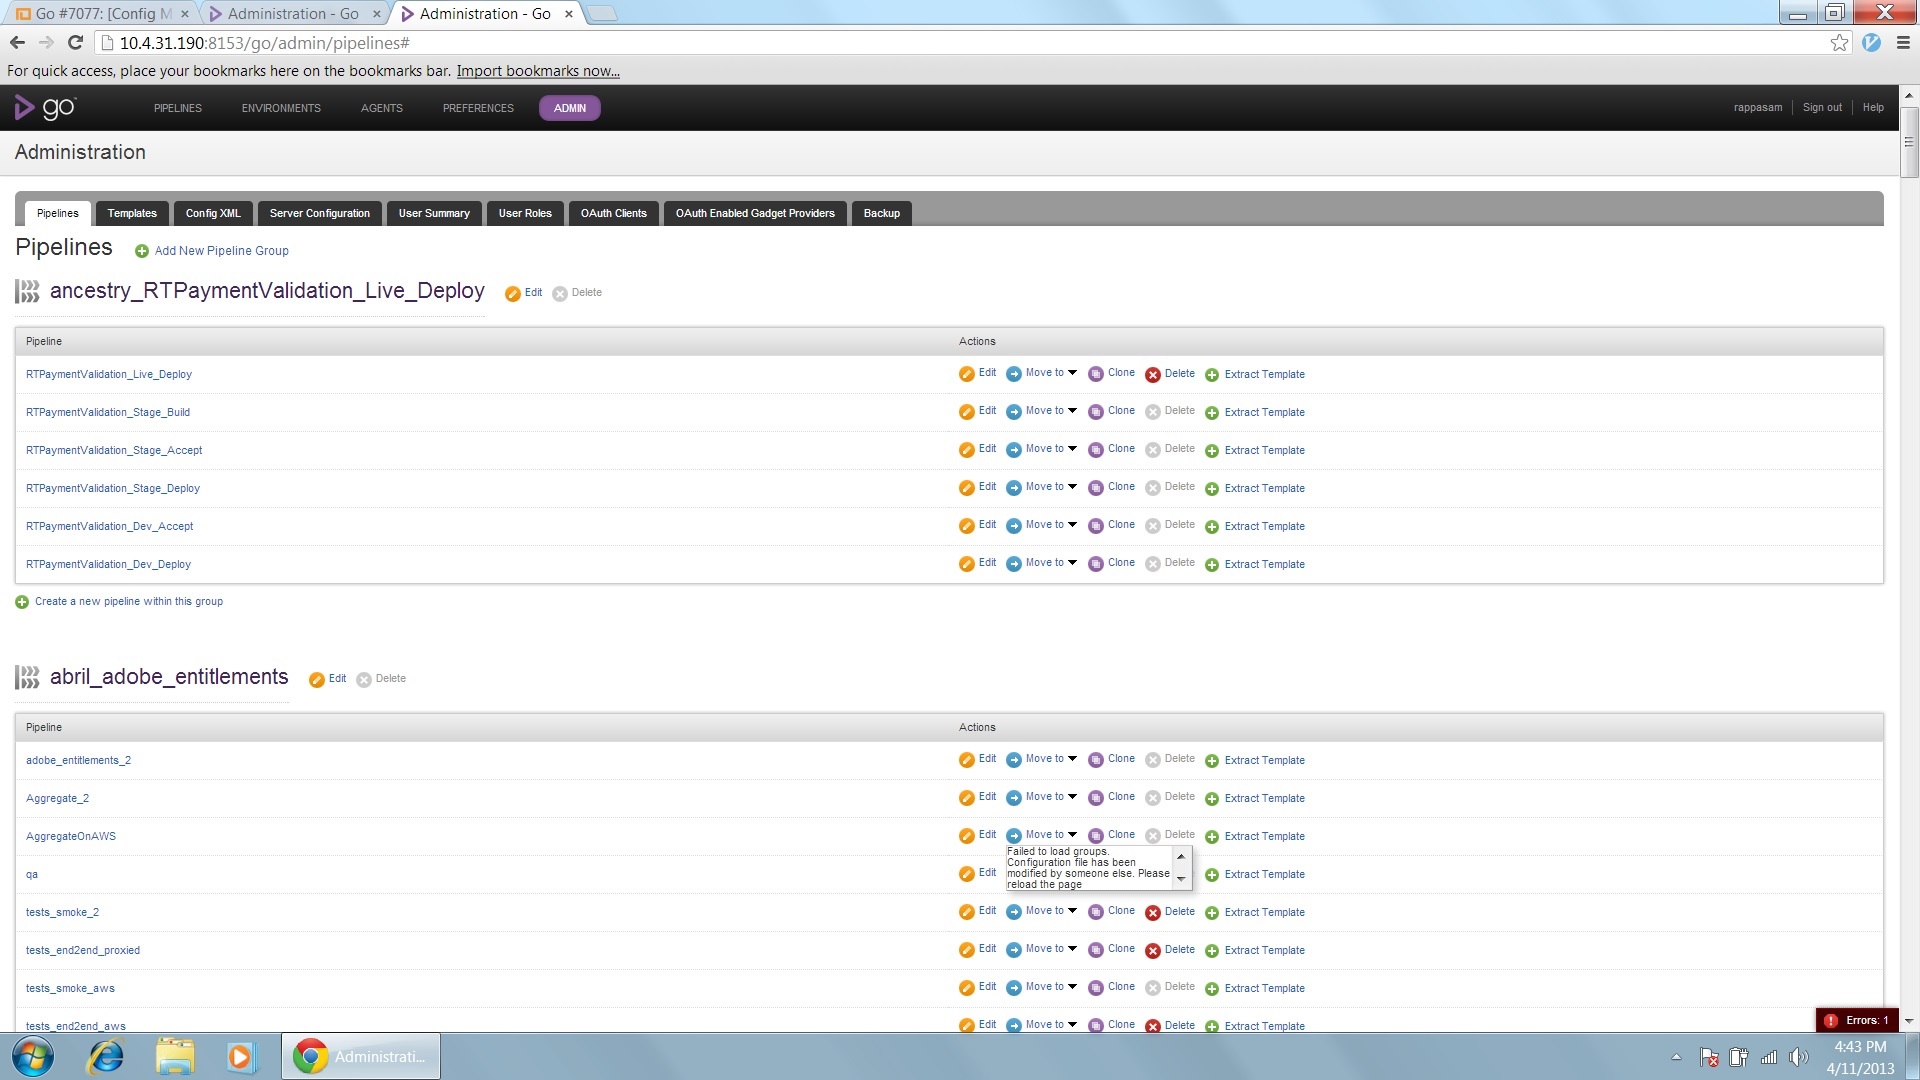 Go #7077: [Config M
Administration - Go
Administration - Go
10.4.31.190:8153/go/admin/pipelines#
For quick access, place your bookmarks here on the bookmarks bar. Import bookmarks now...
go PIPELINES ENVIRONMENTS AGENTS PREFERENCES ADMIN rappasam Sign out Help
Administration
Pipelines Templates Config XML Server Configuration User Summary User Roles OAuth Clients OAuth Enabled Gadget Providers Backup
Pipelines Add New Pipeline Group
ancestry_RTPaymentValidation_Live_Deploy Edit Delete
Pipeline Actions
RTPaymentValidation_Live_Deploy Edit Move to Clone Delete Extract Template
RTPaymentValidation_Stage_Build Edit Move to Clone Delete Extract Template
RTPaymentValidation_Stage_Accept Edit Move to Clone Delete Extract Template
RTPaymentValidation_Stage_Deploy Edit Move to Clone Delete Extract Template
RTPaymentValidation_Dev_Accept Edit Move to Clone Delete Extract Template
RTPaymentValidation_Dev_Deploy Edit Move to Clone Delete Extract Template
Create a new pipeline within this group
abril_adobe_entitlements Edit Delete
Pipeline Actions
adobe_entitlements_2 Edit Move to Clone Delete Extract Template
Aggregate_2 Edit Move to Clone Delete Extract Template
AggregateOnAWS Edit Move to Clone Delete Extract Template
Failed to load groups.
Configuration file has been
modified by someone else. Please
reload the page
qa Edit Extract Template
tests_smoke_2 Edit Move to Clone Delete Extract Template
tests_end2end_proxied Edit Move to Clone Delete Extract Template
tests_smoke_aws Edit Move to Clone Delete Extract Template
tests_end2end_aws Edit Move to Clone Delete Extract Template
Errors: 1
Administrati...
4:43 PM
4/11/2013